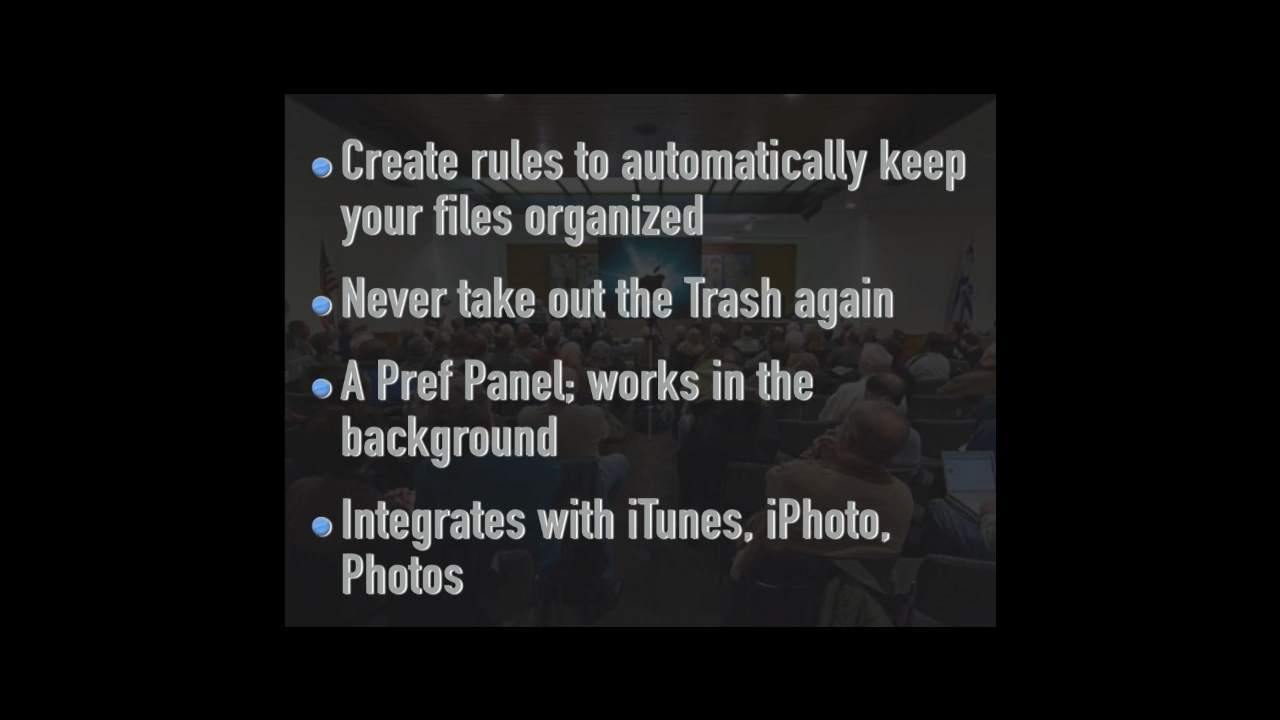 Create rules to automatically keep
your files organized
Never take out the Trash again
A Pref Panel; works in the
background
Integrates with iTunes, iPhoto,
Photos